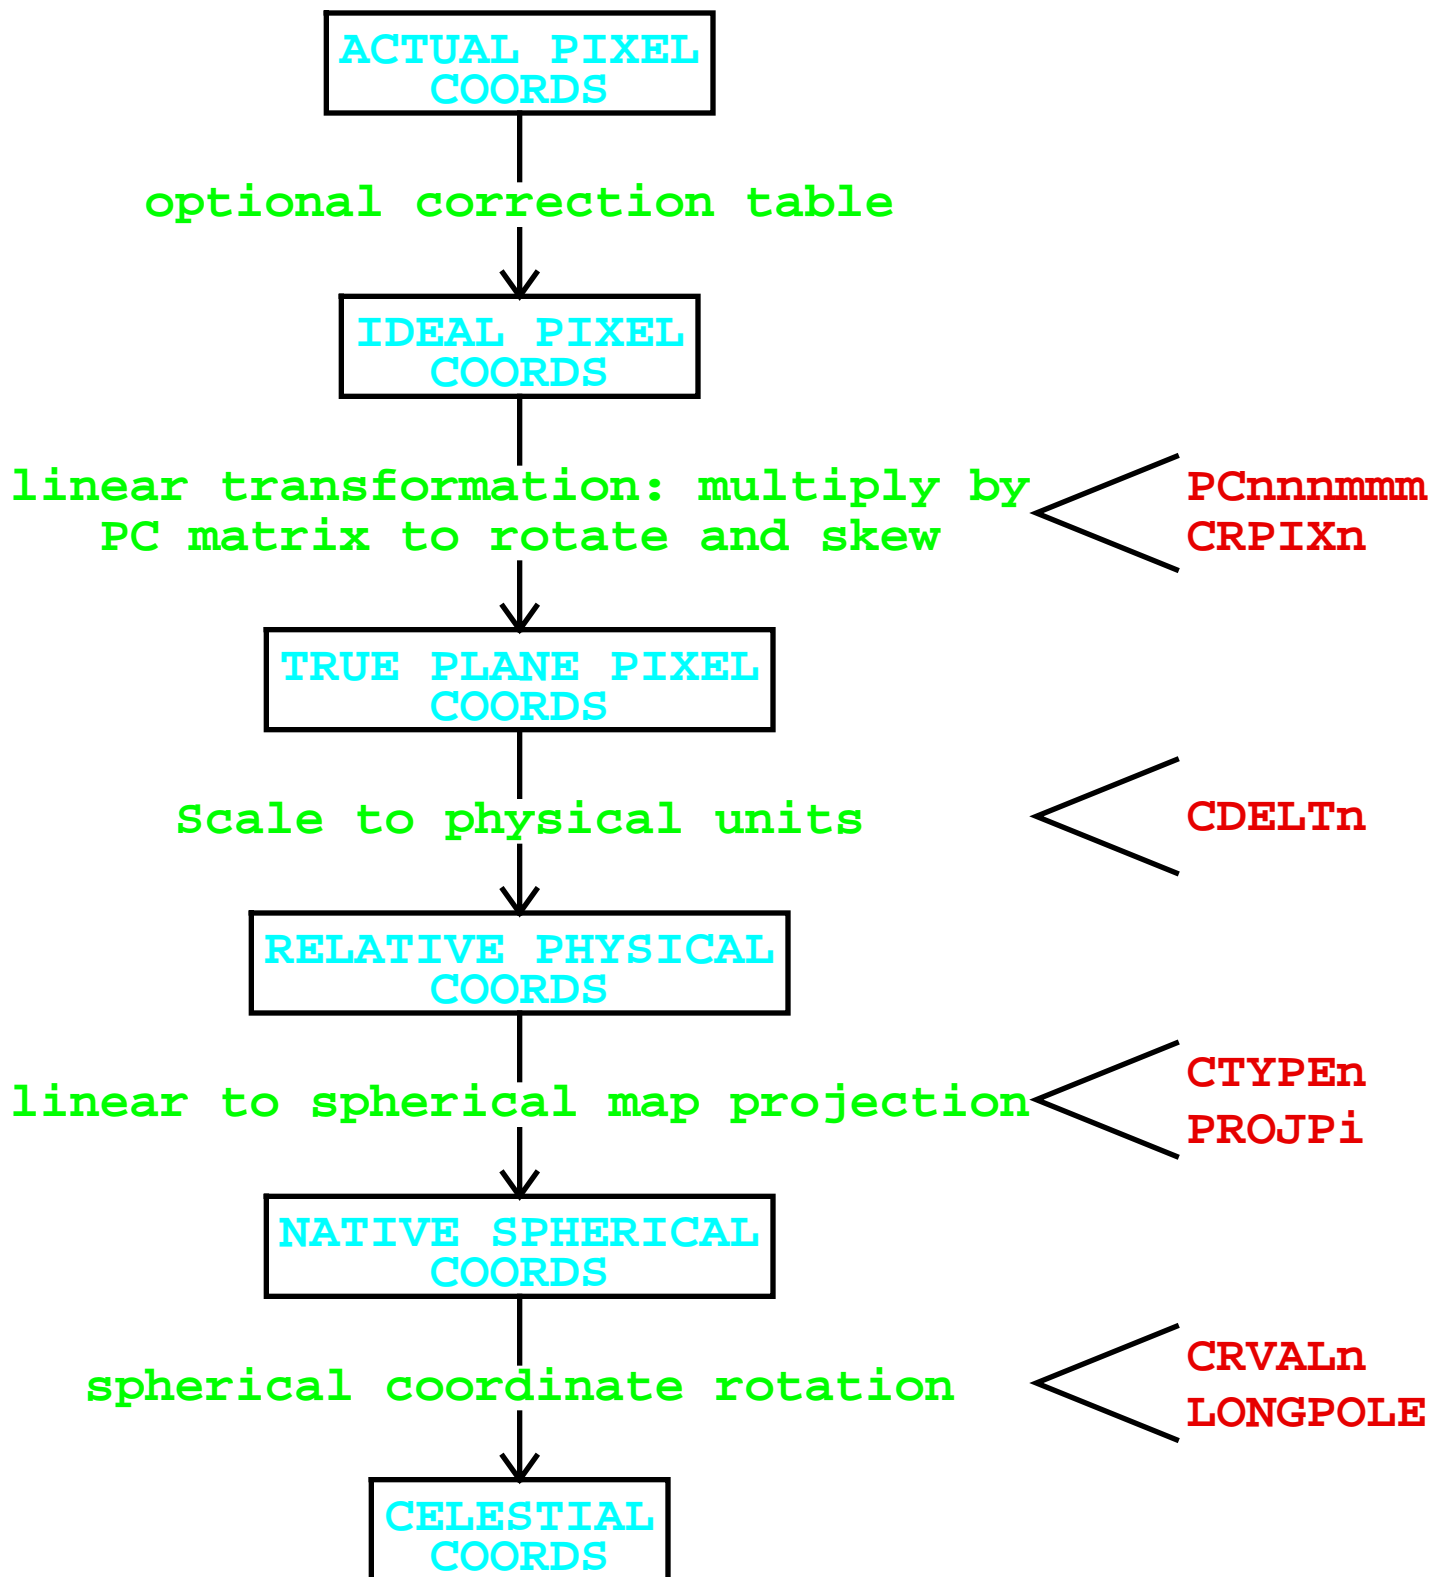 ACTUAL PIXEL
COORDS
optional correction table
IDEAL PIXEL
COORDS
linear transformation: multiply by
PC matrix to rotate and skew
PCnnnmmm
CRPIXn
TRUE PLANE PIXEL
COORDS
Scale to physical units
CDELTn
RELATIVE PHYSICAL
COORDS
linear to spherical map projection
CTYPEn
PROJPi
NATIVE SPHERICAL
COORDS
spherical coordinate rotation
CRVALn
LONGPOLE
CELESTIAL
COORDS